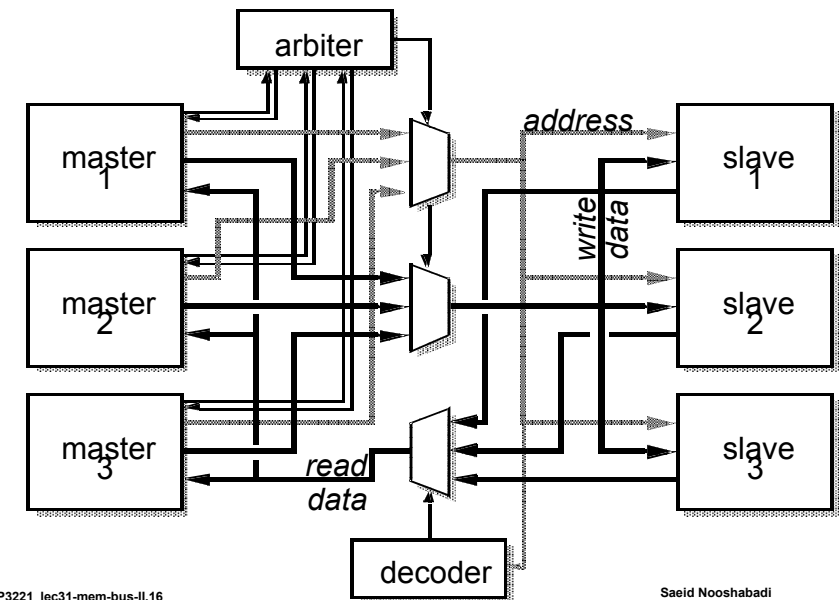 arbiter
address
master
1
slave
1
write
data
master
2
slave
2
master
3
slave
3
read
data
decoder
P3221 lec31-mem-bus-II.16
Saeid Nooshabadi